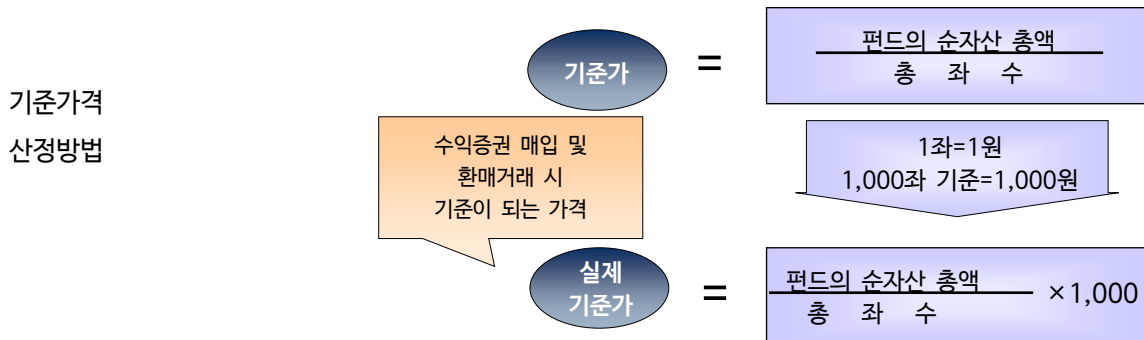 기준가격
산정방법
기준가
=
펀드의 순자산 총액
총 좌 수
수익증권 매입 및
환매거래 시
기준이 되는 가격
1좌=1원
1,000좌 기준=1,000원
실제
기준가
=
펀드의 순자산 총액
총 좌 수
×1,000